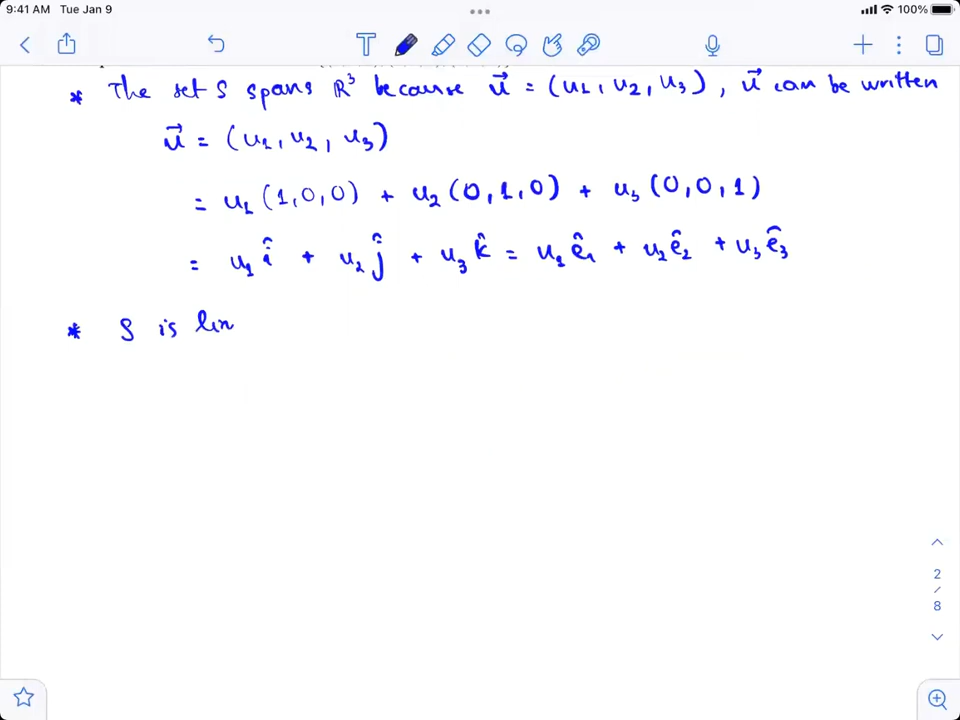 9:41 AM Tue Jan 9
100%
T
* The set S spans ℝ³ because u⃗ = (u₁, u₂, u₃), u⃗ can be written
u⃗ = (u₁, u₂, u₃)
= u₁ (1,0,0) + u₂ (0,1,0) + u₃ (0,0,1)
= u₁ î + u₂ ĵ + u₃ k̂ = u₁ ê₁ + u₂ ê₂ + u₃ ê₃
* S is lin
2
/
8